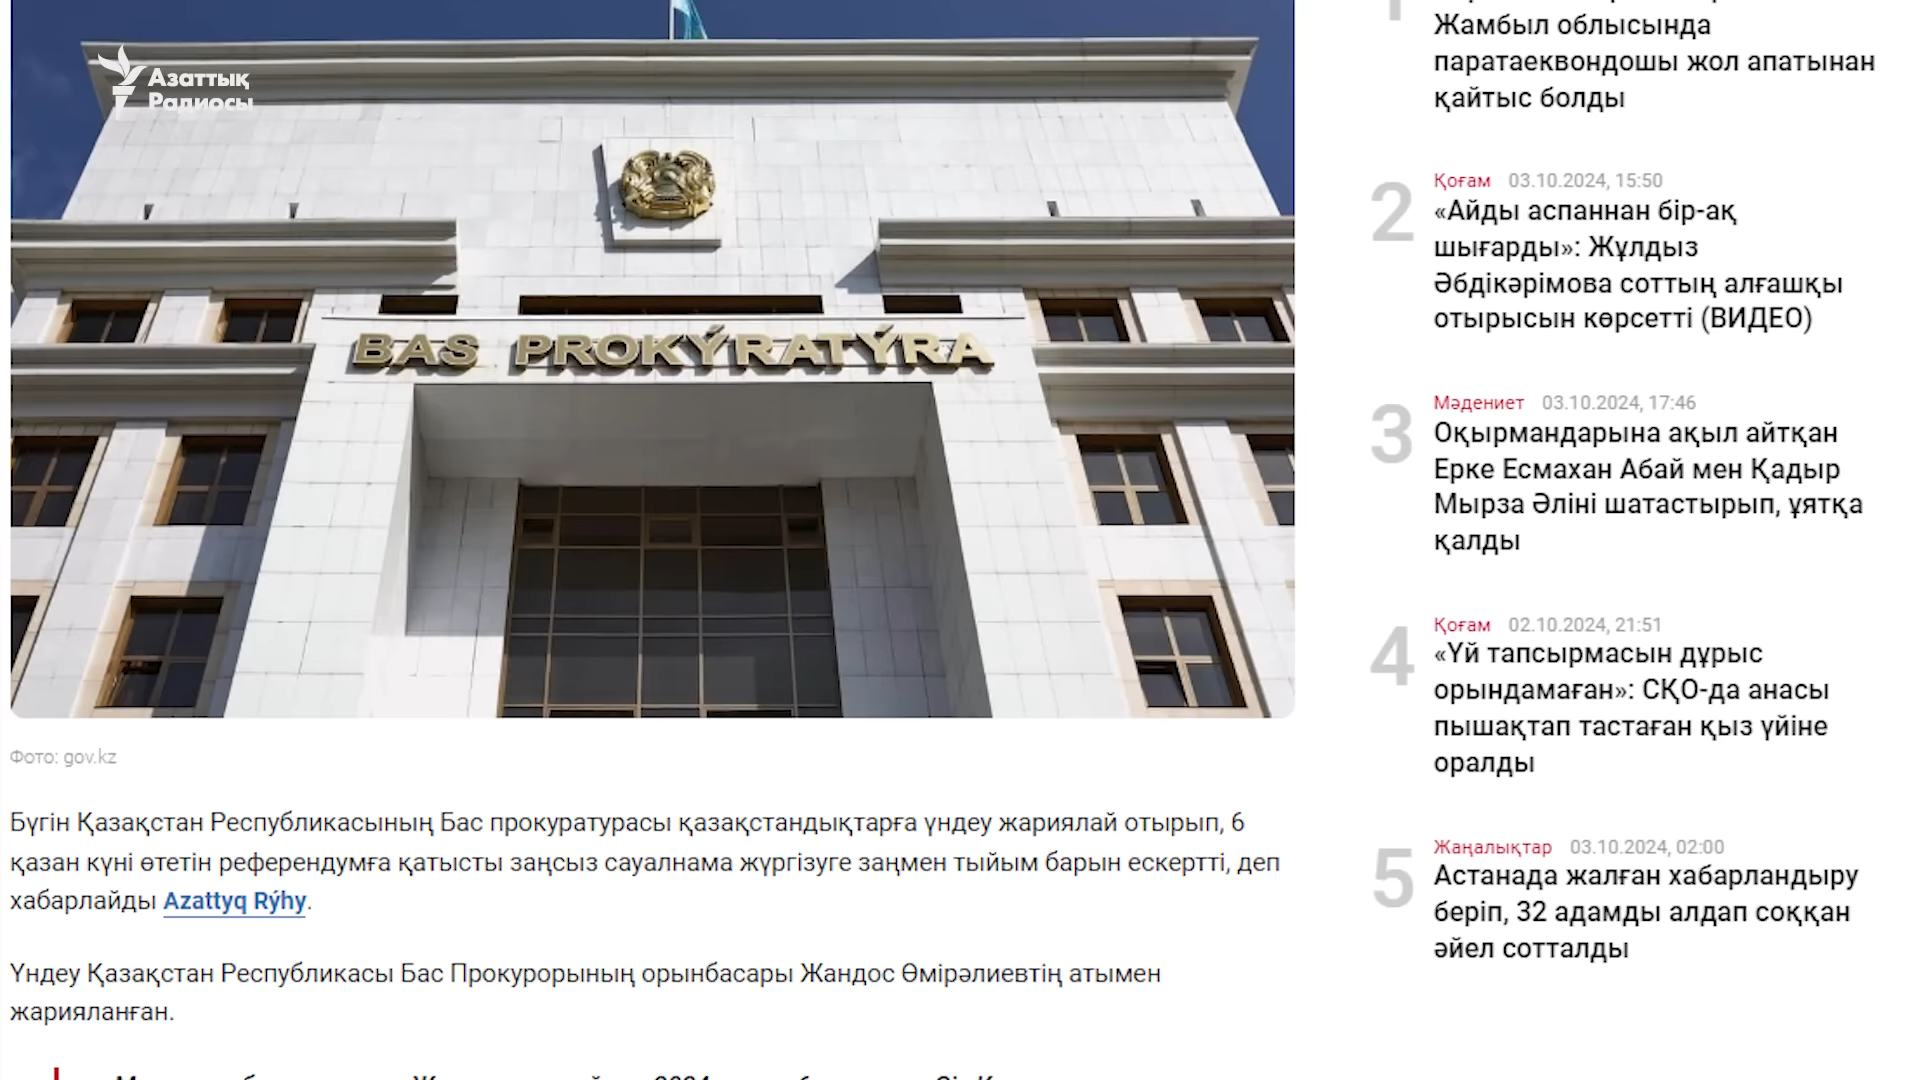 Азаттық
Радиосы
BAS PROKÝRATÝRA
Фото: gov.kz
Бүгін Қазақстан Республикасының Бас прокуратурасы қазақстандықтарға үндеу жариялай отырып, 6
қазан күні өтетін референдумға қатысты заңсыз сауалнама жүргізуге заңмен тыйым барын ескертті, деп
хабарлайды Azattyq Rýhy.
Үндеу Қазақстан Республикасы Бас Прокурорының орынбасары Жандос Өмірәлиевтің атымен
жарияланған.
Жамбыл облысында
паратаеквондошы жол апатынан
қайтыс болды
2
Қоғам 03.10.2024, 15:50
«Айды аспаннан бір-ақ
шығарды»: Жұлдыз
Әбдікәрімова соттың алғашқы
отырысын көрсетті (ВИДЕО)
3
Мәдениет 03.10.2024, 17:46
Оқырмандарына ақыл айтқан
Ерке Есмахан Абай мен Қадыр
Мырза Әліні шатастырып, ұятқа
қалды
4
Қоғам 02.10.2024, 21:51
«Үй тапсырмасын дұрыс
орындамаған»: СҚО-да анасы
пышақтап тастаған қыз үйіне
оралды
5
Жаңалықтар 03.10.2024, 02:00
Астанада жалған хабарландыру
беріп, 32 адамды алдап соққан
әйел сотталды